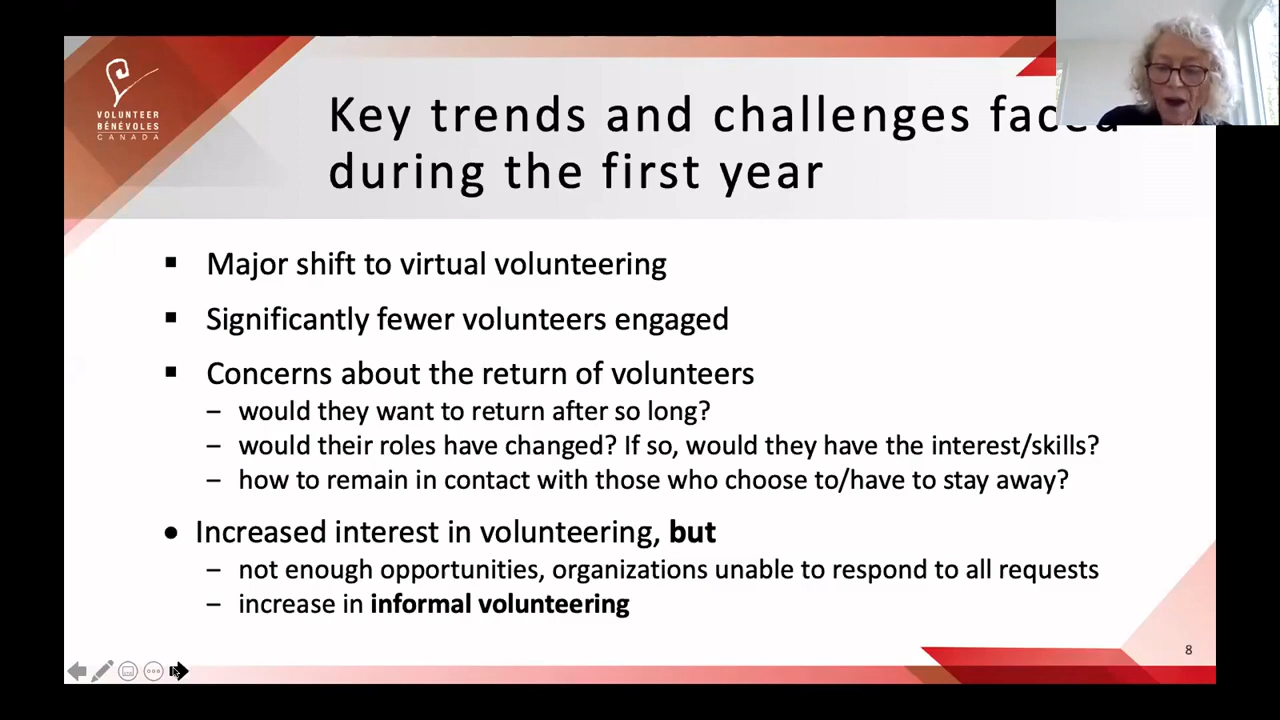 VOLUNTEER
BÉNÉVOLES
CANADA
Key trends and challenges faced
during the first year
▪ Major shift to virtual volunteering
▪ Significantly fewer volunteers engaged
▪ Concerns about the return of volunteers
– would they want to return after so long?
– would their roles have changed? If so, would they have the interest/skills?
– how to remain in contact with those who choose to/have to stay away?
● Increased interest in volunteering, but
– not enough opportunities, organizations unable to respond to all requests
– increase in informal volunteering
8